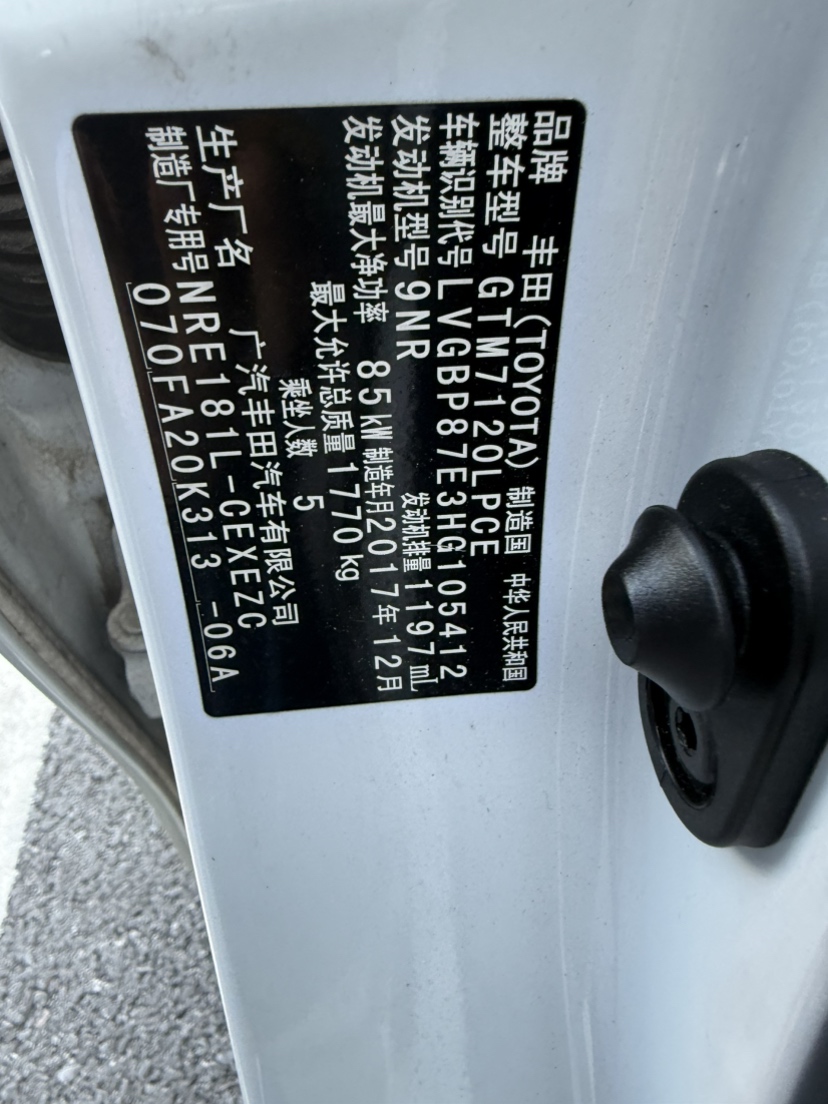 品牌 丰田(TOYOTA) 制造国 中华人民共和国
整车型号 GTM7120LPCE
车辆识别代号 LVGBP87E3HG105412
发动机型号 9NR 发动机排量 1197 ml
发动机最大净功率 85 kW 制造年月 2017年12月
最大允许总质量 1770 kg
乘坐人数 5
生产厂名 广汽丰田汽车有限公司
制造厂专用号 NRE181L-CEXEZC
070FA20K313 -06A